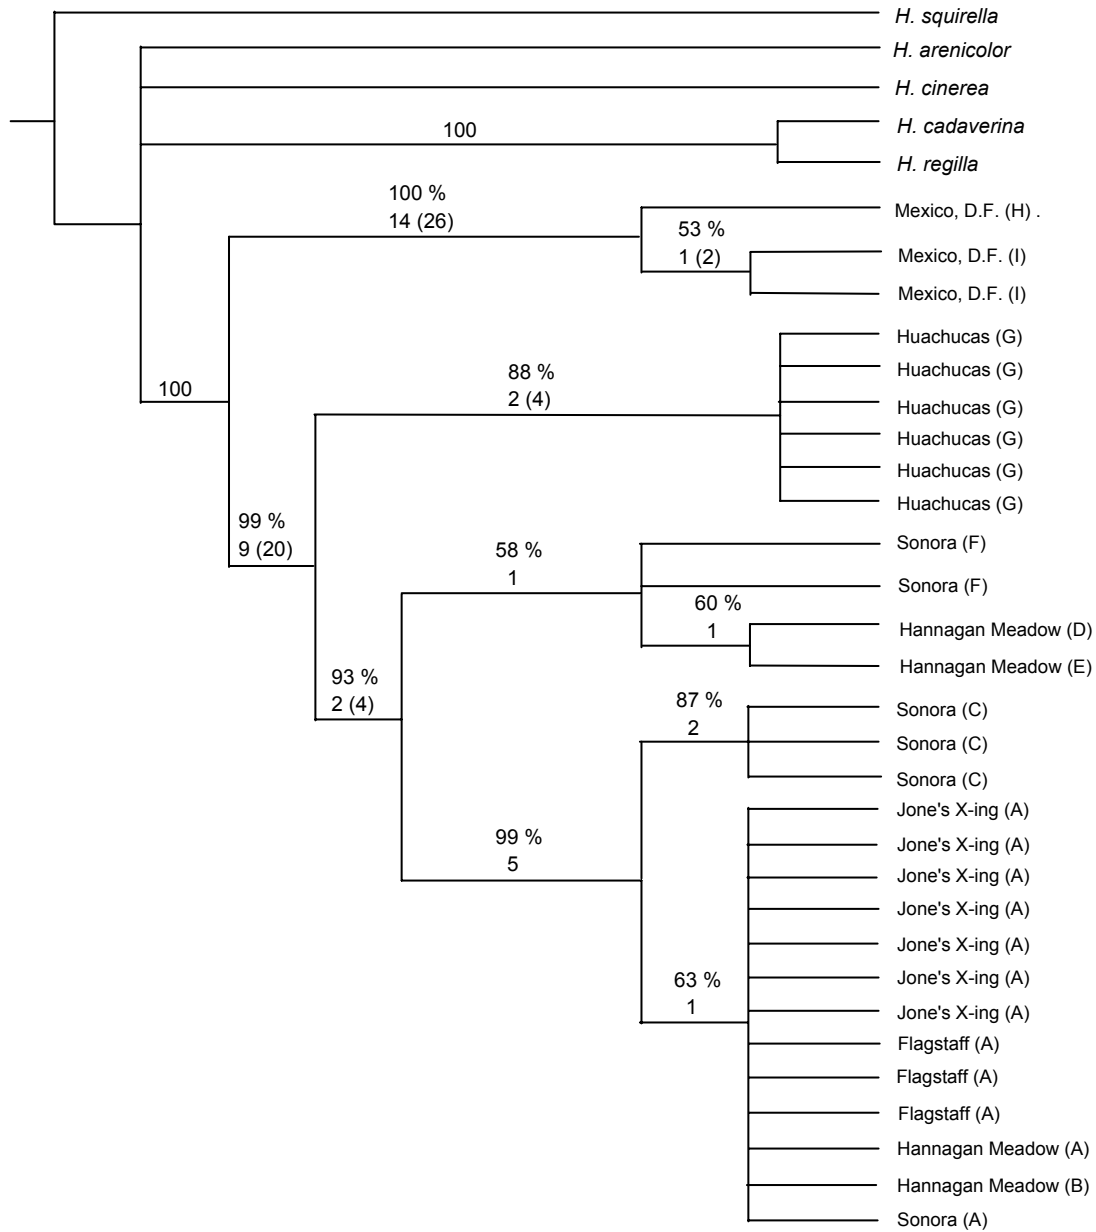 H. squirella
H. arenicolor
H. cinerea
100
H. cadaverina
H. regilla
100 %
14 (26)
Mexico, D.F. (H) .
53 %
1 (2)
Mexico, D.F. (I)
Mexico, D.F. (I)
Huachucas (G)
88 %
2 (4)
Huachucas (G)
100
Huachucas (G)
Huachucas (G)
Huachucas (G)
Huachucas (G)
99 %
9 (20)
58 %
1
Sonora (F)
Sonora (F)
60 %
1
Hannagan Meadow (D)
Hannagan Meadow (E)
93 %
2 (4)
87 %
2
Sonora (C)
Sonora (C)
Sonora (C)
99 %
5
Jone's X-ing (A)
Jone's X-ing (A)
Jone's X-ing (A)
Jone's X-ing (A)
Jone's X-ing (A)
Jone's X-ing (A)
Jone's X-ing (A)
63 %
1
Flagstaff (A)
Flagstaff (A)
Flagstaff (A)
Hannagan Meadow (A)
Hannagan Meadow (B)
Sonora (A)